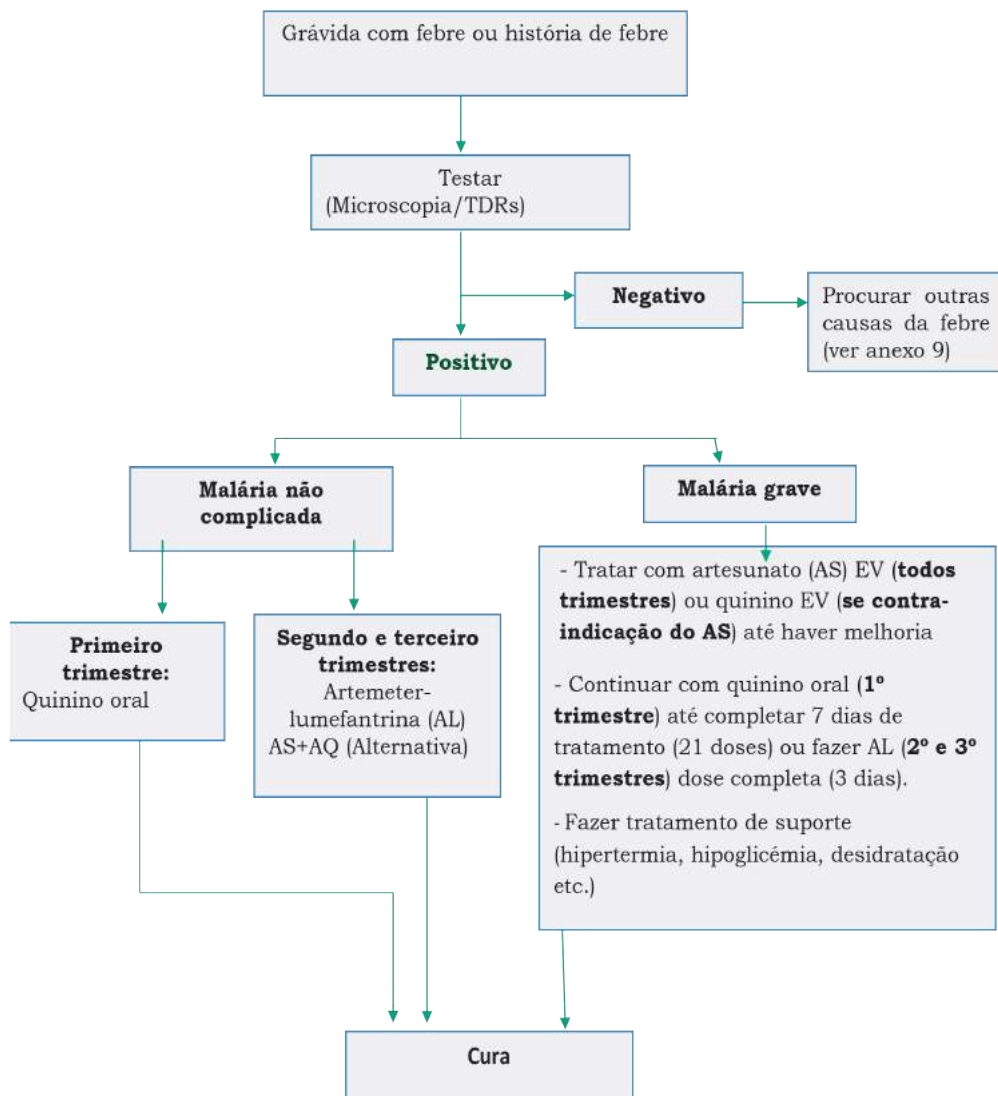 Grávida com febre ou história de febre
Testar
(Microscopia/TDRs)
Negativo
Procurar outras
causas da febre
(ver anexo 9)
Positivo
Malária não
complicada
Malária grave
Primeiro
trimestre:
Quinino oral
Segundo e terceiro
trimestres:
Artemeter-
lumefantrina (AL)
AS+AQ (Alternativa)
- Tratar com artesunato (AS) EV (todos
trimestres) ou quinino EV (se contra-
indicação do AS) até haver melhoria
- Continuar com quinino oral (1º
trimestre) até completar 7 dias de
tratamento (21 doses) ou fazer AL (2º e 3º
trimestres) dose completa (3 dias).
- Fazer tratamento de suporte
(hipertermia, hipoglicémia, desidratação
etc.)
Cura